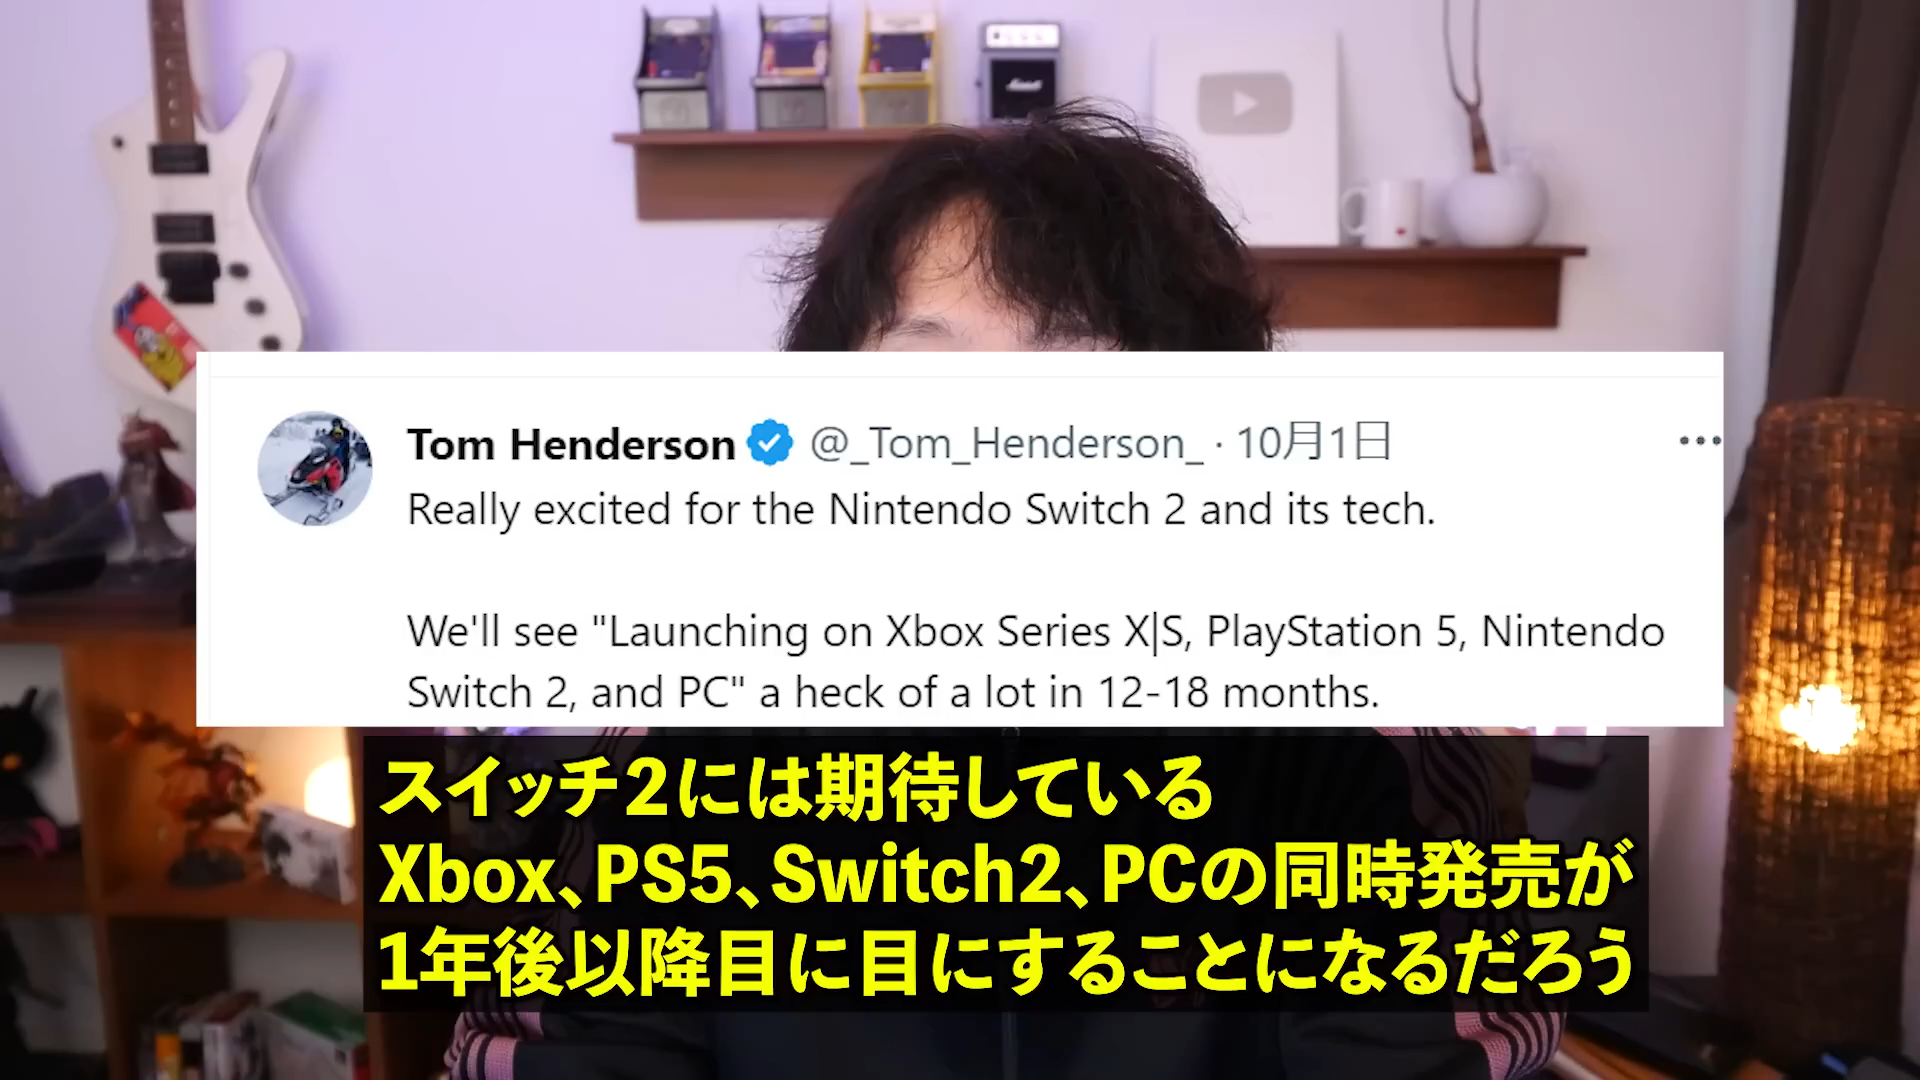 Marshall
Tom Henderson @_Tom_Henderson_ · 10月1日
Really excited for the Nintendo Switch 2 and its tech.
We'll see "Launching on Xbox Series X|S, PlayStation 5, Nintendo
Switch 2, and PC" a heck of a lot in 12-18 months.
スイッチ2には期待している
Xbox、PS5、Switch2、PCの同時発売が
1年後以降目に目にすることになるだろう